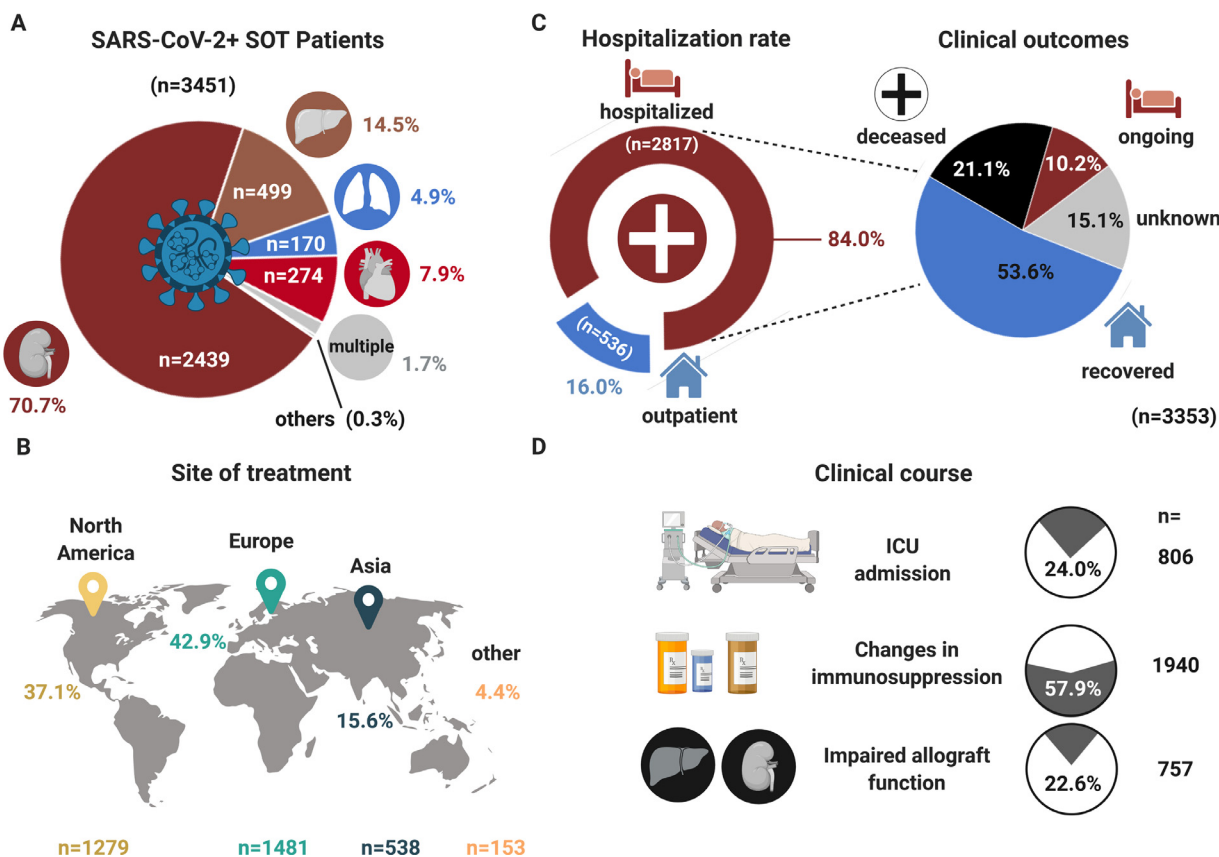 A
SARS-CoV-2+ SOT Patients
(n=3451)
14.5%
n=499
4.9%
n=170
n=274
7.9%
multiple
1.7%
n=2439
70.7%
others (0.3%)
B
Site of treatment
North
America
Europe
Asia
42.9%
other
37.1%
4.4%
15.6%
n=1279
n=1481
n=538
n=153
C
Hospitalization rate
hospitalized
(n=2817)
84.0%
(n=536)
16.0%
outpatient
Clinical outcomes
deceased
ongoing
21.1%
10.2%
15.1%
unknown
53.6%
recovered
(n=3353)
D
Clinical course
n=
ICU
admission
24.0%
806
Changes in
immunosuppression
57.9%
1940
Impaired allograft
function
22.6%
757